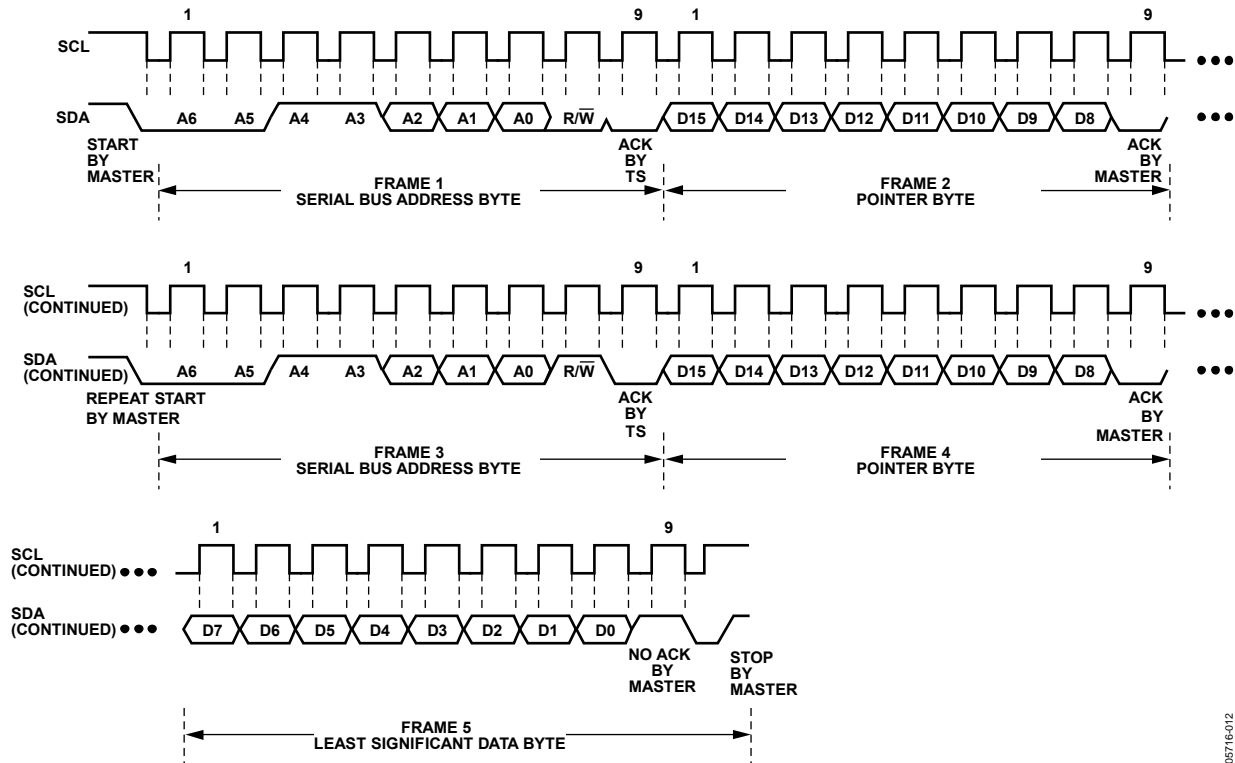 1 9 1 9
SCL
SDA A6 A5 A4 A3 A2 A1 A0 R/W̅ D15 D14 D13 D12 D11 D10 D9 D8
START
BY
MASTER
ACK
BY
TS
ACK
BY
MASTER
FRAME 1
SERIAL BUS ADDRESS BYTE
FRAME 2
POINTER BYTE
1 9 1 9
SCL
(CONTINUED)
SDA
(CONTINUED)
A6 A5 A4 A3 A2 A1 A0 R/W̅ D15 D14 D13 D12 D11 D10 D9 D8
REPEAT START
BY MASTER
ACK
BY
TS
ACK
BY
MASTER
FRAME 3
SERIAL BUS ADDRESS BYTE
FRAME 4
POINTER BYTE
1 9
SCL
(CONTINUED)
SDA
(CONTINUED)
D7 D6 D5 D4 D3 D2 D1 D0
NO ACK
BY
MASTER
STOP
BY
MASTER
FRAME 5
LEAST SIGNIFICANT DATA BYTE
05716-012